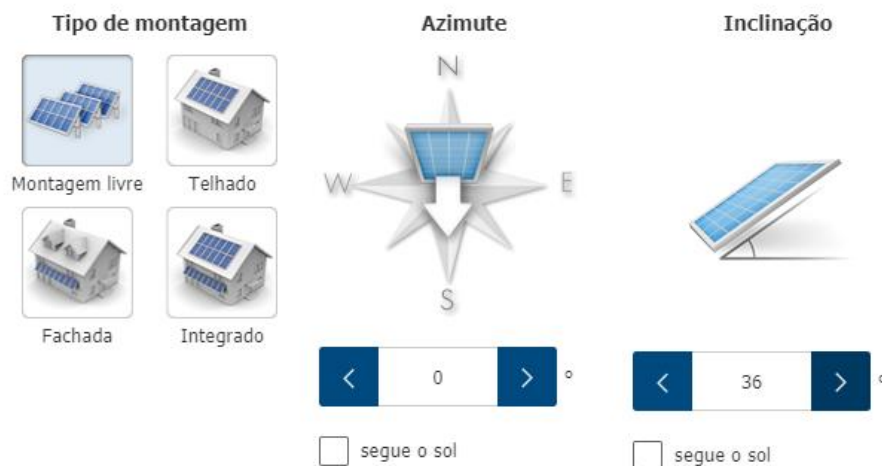 Tipo de montagem
Azimute
Inclinação
Montagem livre
Telhado
Fachada
Integrado
N
W
E
S
0 °
36 °
segue o sol
segue o sol